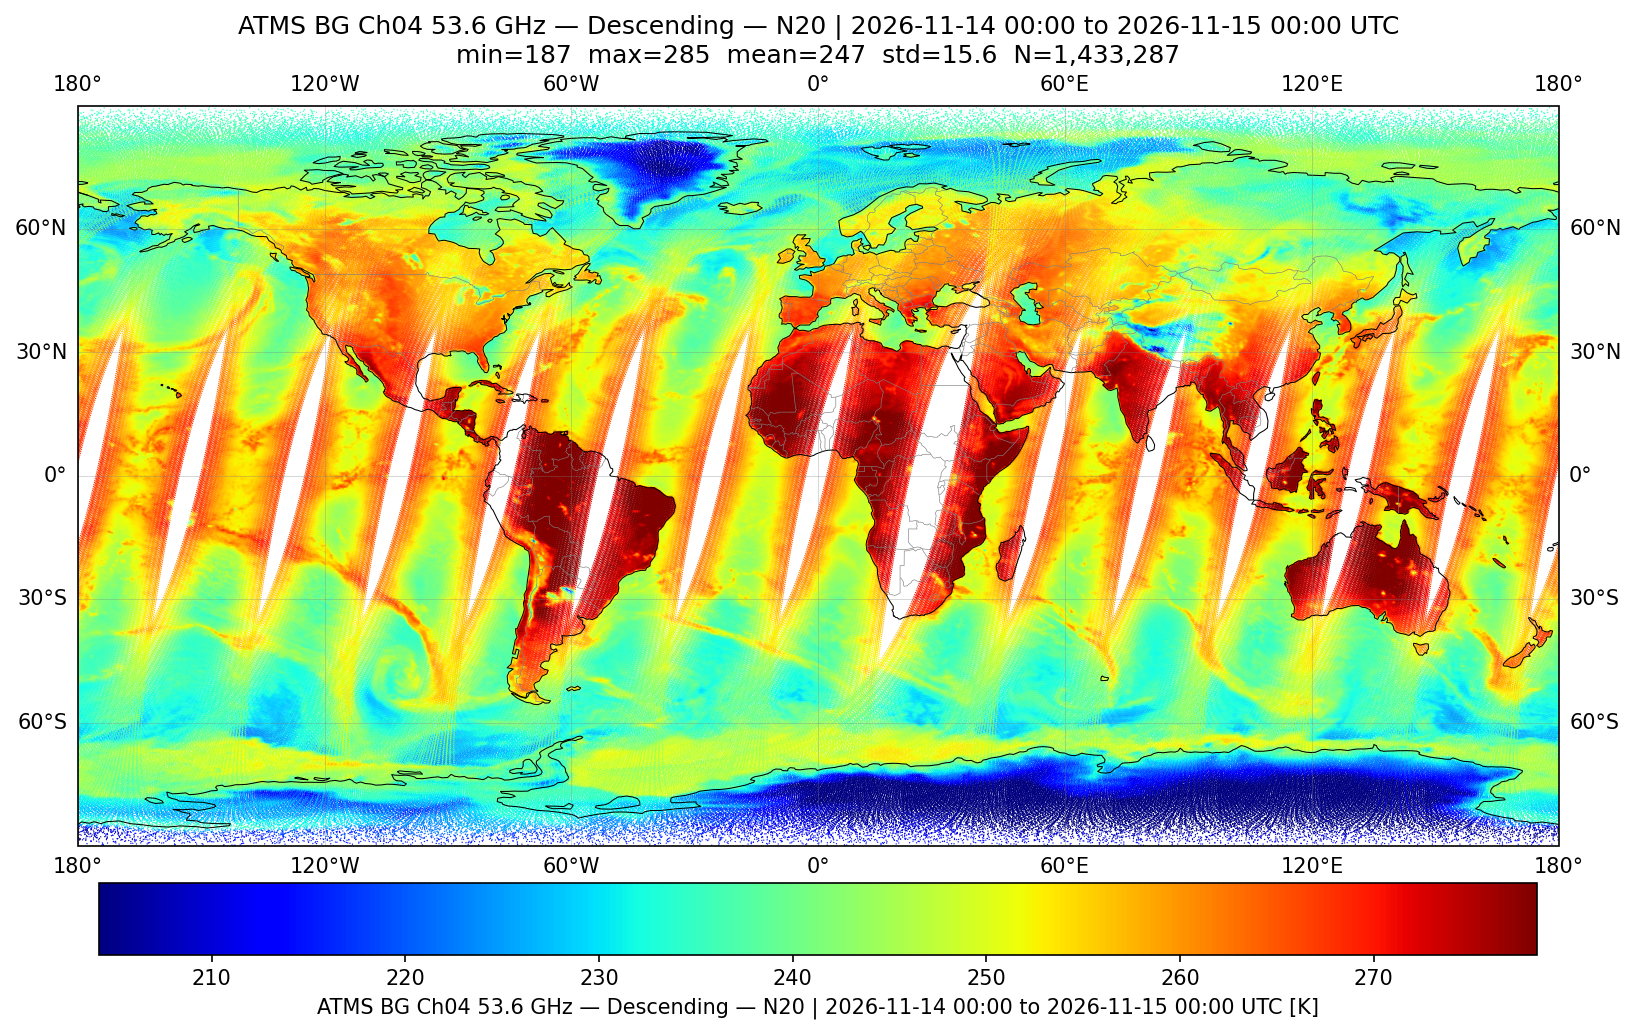 ATMS BG Ch04 53.6 GHz — Descending — N20 | 2026-11-14 00:00 to 2026-11-15 00:00 UTC
min=187 max=285 mean=247 std=15.6 N=1,433,287
180° 120°W 60°W 0° 60°E 120°E 180°
60°N 60°N
30°N 30°N
0° 0°
30°S 30°S
60°S 60°S
180° 120°W 60°W 0° 60°E 120°E 180°
210 220 230 240 250 260 270
ATMS BG Ch04 53.6 GHz — Descending — N20 | 2026-11-14 00:00 to 2026-11-15 00:00 UTC [K]